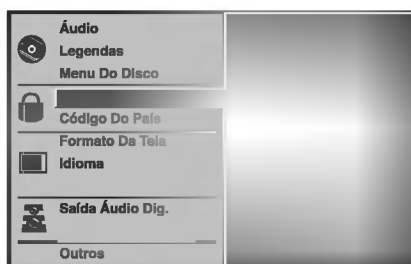 Áudio
Legendas
Menu Do Disco
Código Do País
Formato Da Tela
Idioma
Saída Áudio Dig.
Outros